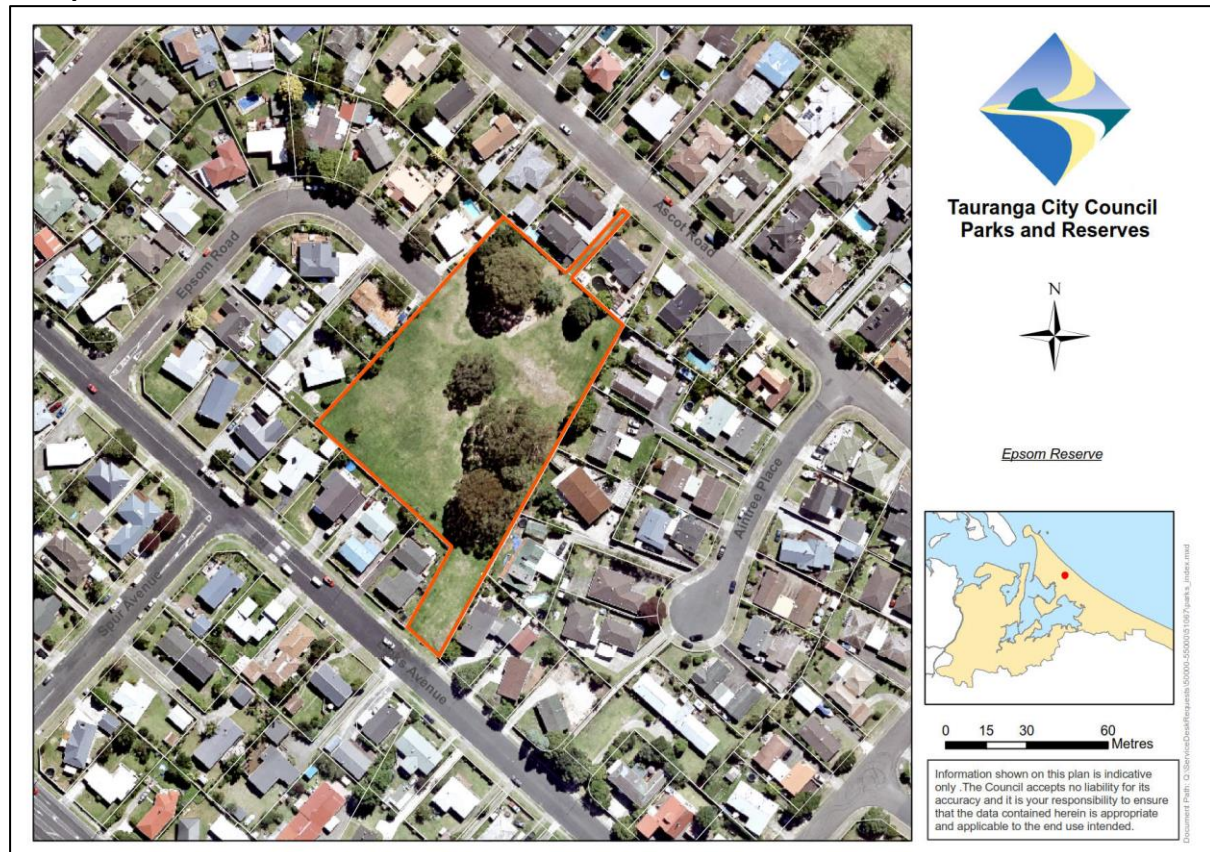 Tauranga City Council
Parks and Reserves
N
Epsom Reserve
0 15 30 60
Metres
Information shown on this plan is indicative
only .The Council accepts no liability for its
accuracy and it is your responsibility to ensure
that the data contained herein is appropriate
and applicable to the end use intended.
Epsom Road
Ascot Road
Aintree Place
Spur Avenue
Avenue